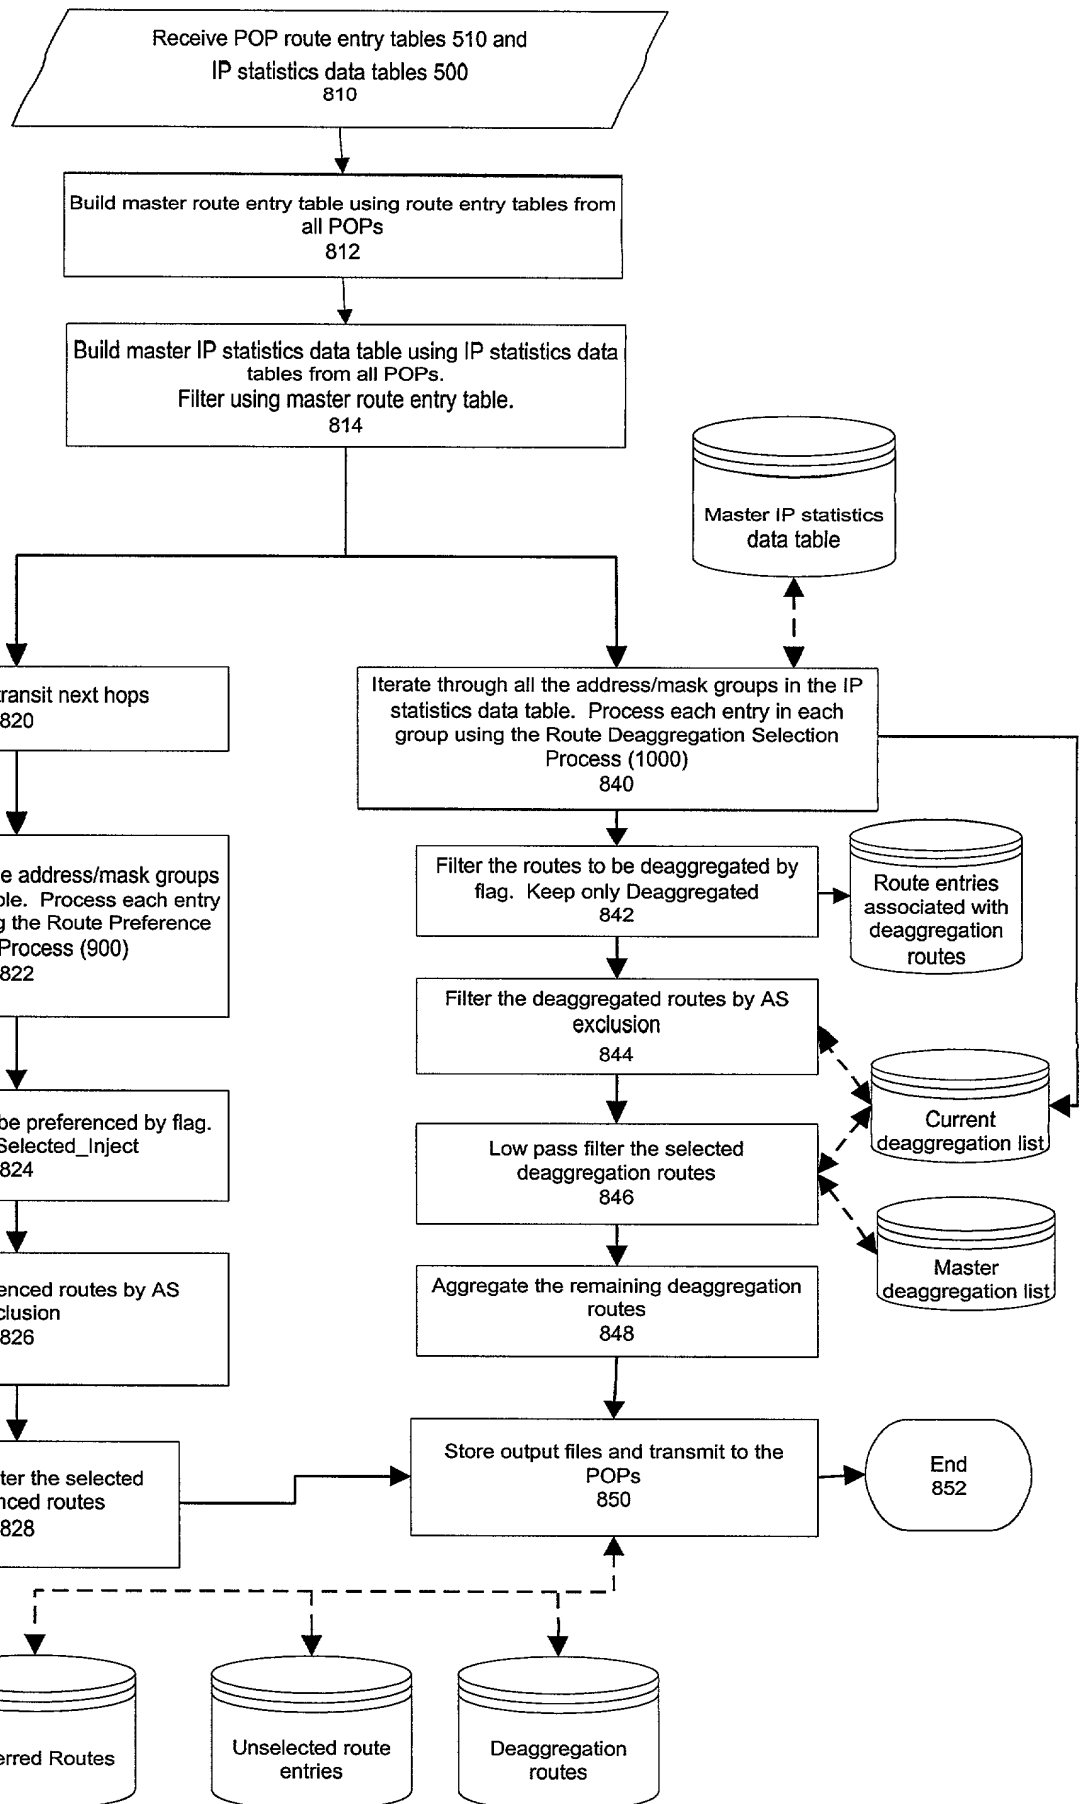 Receive POP route entry tables 510 and
IP statistics data tables 500
810
Build master route entry table using route entry tables from
all POPs
812
Build master IP statistics data table using IP statistics data
tables from all POPs.
Filter using master route entry table.
814
Master IP statistics
data table
transit next hops
820
address/mask groups
Process each entry
the Route Preference
Process (900)
822
be preferenced by flag.
Selected_Inject
824
routes by AS
826
the selected
routes
828
Iterate through all the address/mask groups in the IP
statistics data table. Process each entry in each
group using the Route Deaggregation Selection
Process (1000)
840
Filter the routes to be deaggregated by
flag. Keep only Deaggregated
842
Route entries
associated with
deaggregation
routes
Filter the deaggregated routes by AS
exclusion
844
Current
deaggregation list
Low pass filter the selected
deaggregation routes
846
Master
deaggregation list
Aggregate the remaining deaggregation
routes
848
Store output files and transmit to the
POPs
850
End
852
Routes
Unselected route
entries
Deaggregation
routes